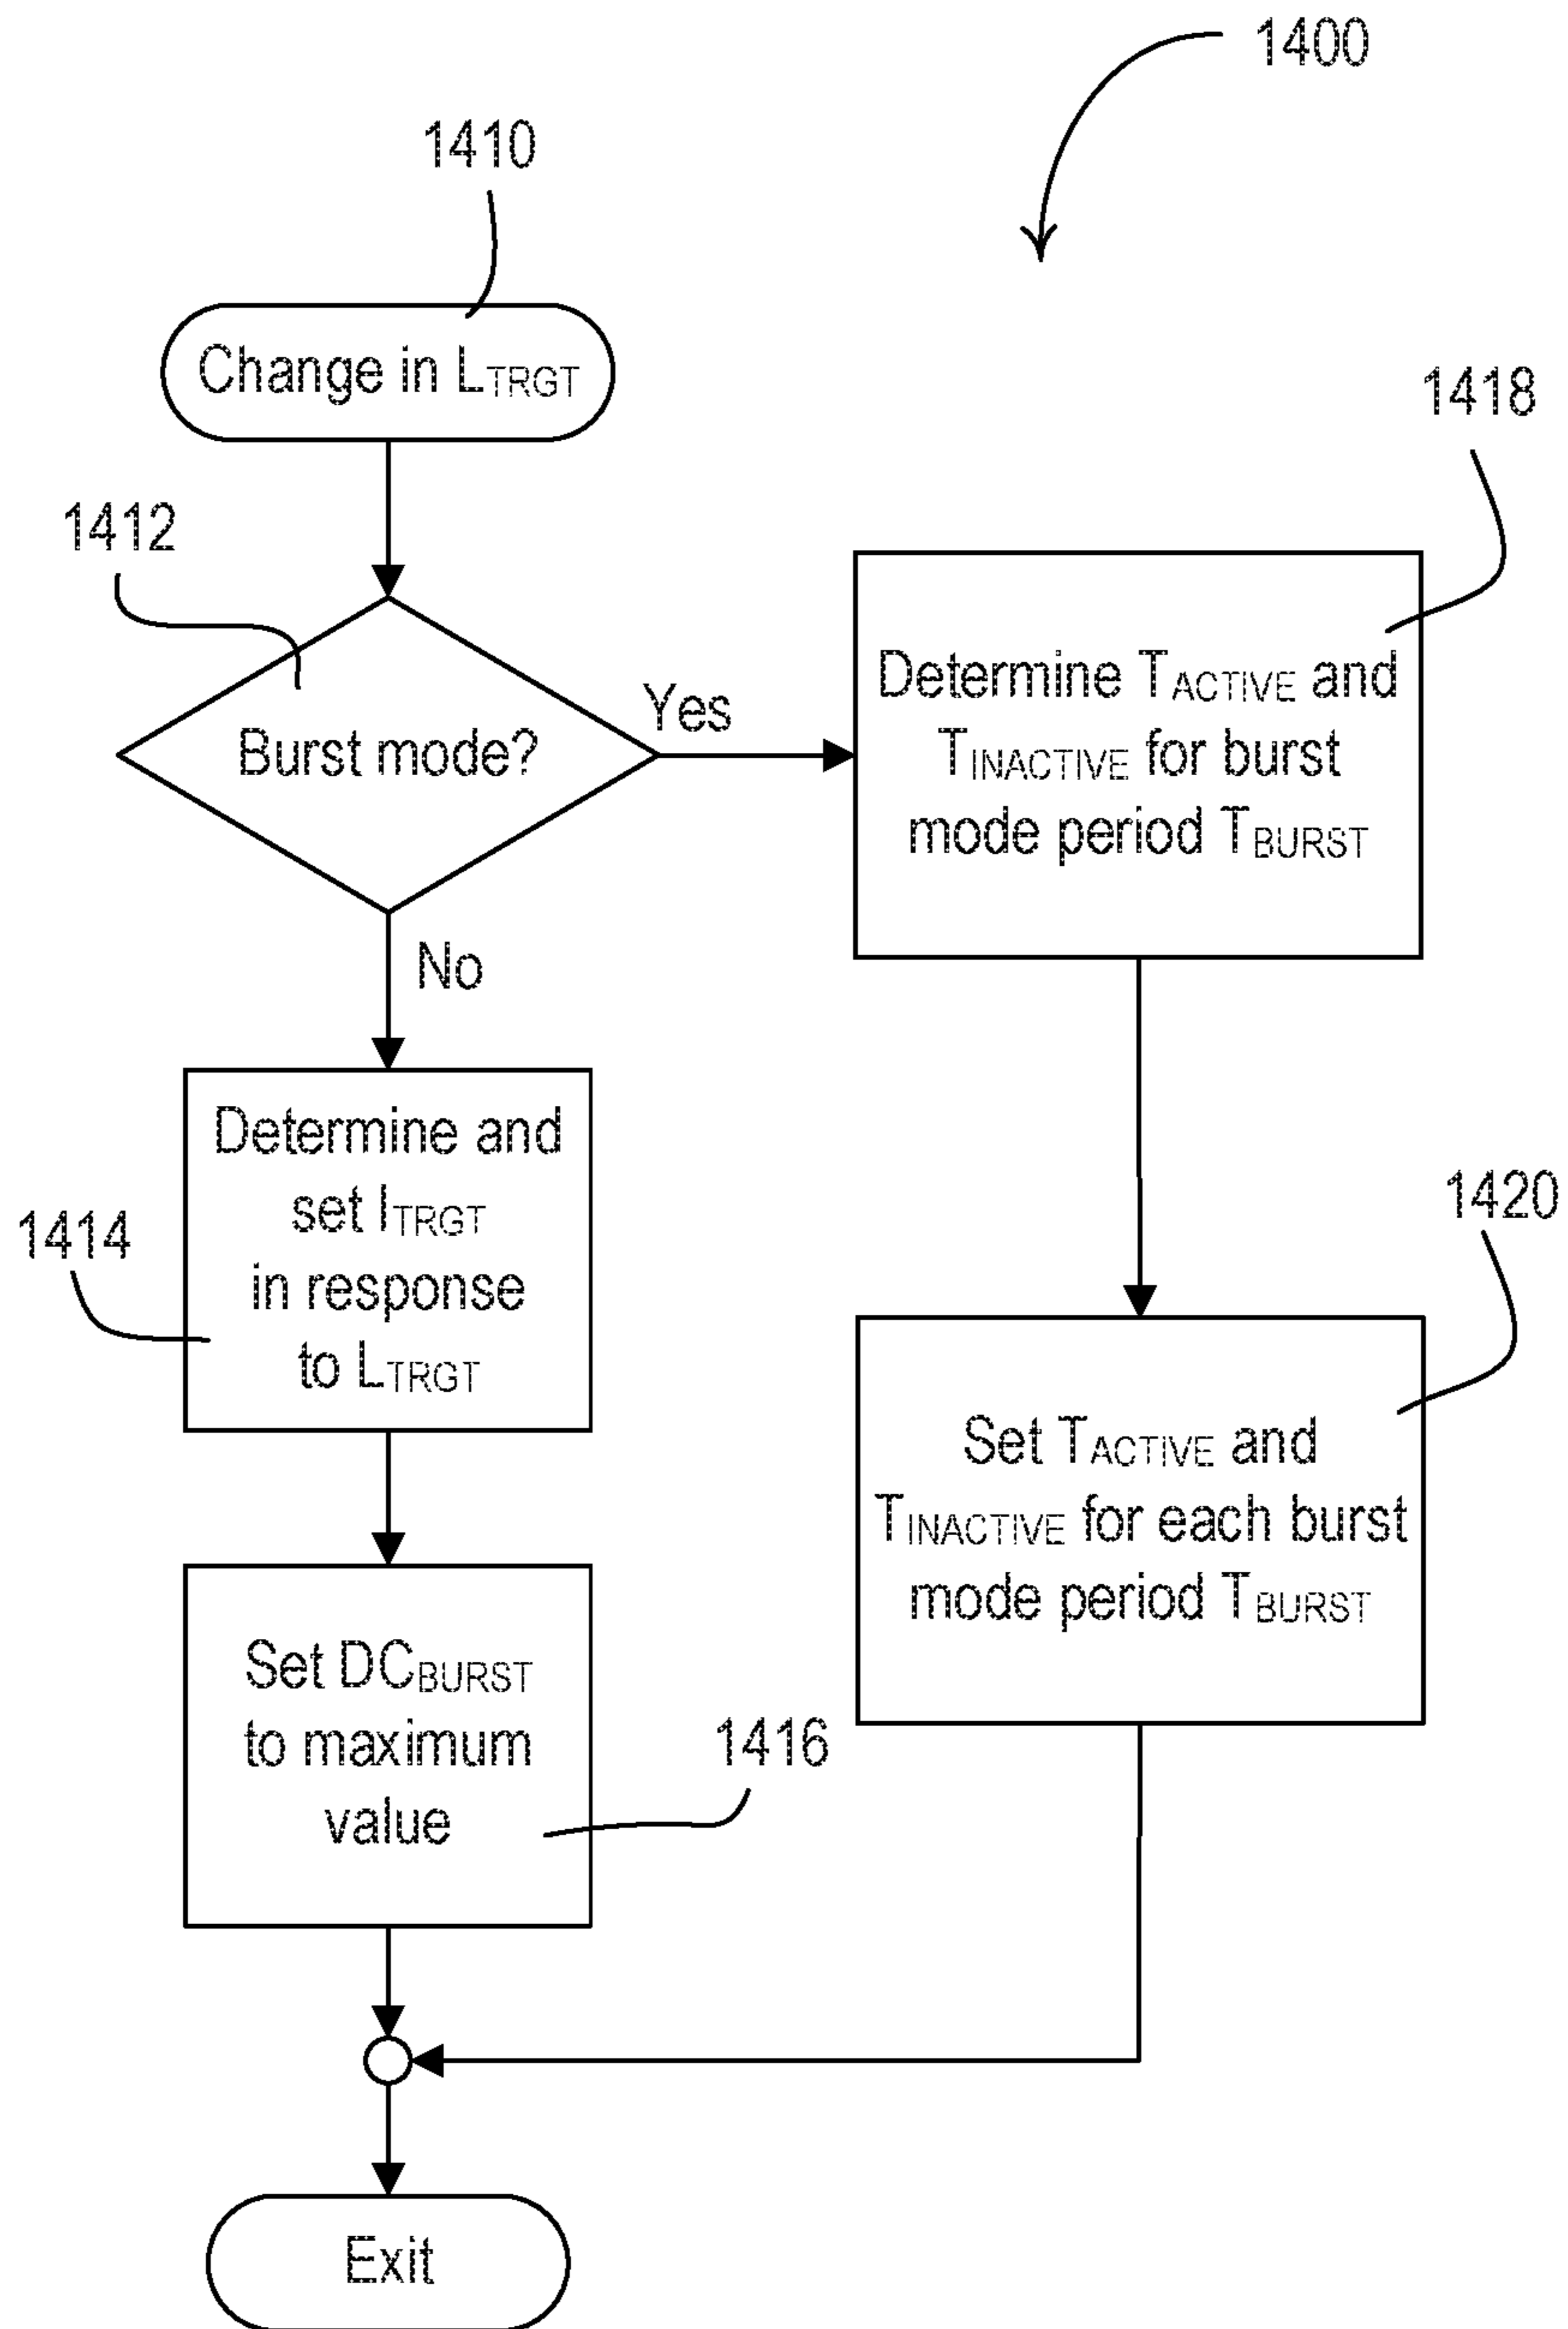 1400
1410
Change in LTRGT
1418
1412
Burst mode?
Yes
Determine TACTIVE and
TINACTIVE for burst
mode period TBURST
No
Determine and
set ITRGT
in response
to LTRGT
1414
1420
Set TACTIVE and
TINACTIVE for each burst
mode period TBURST
Set DCBURST
to maximum
value
1416
Exit